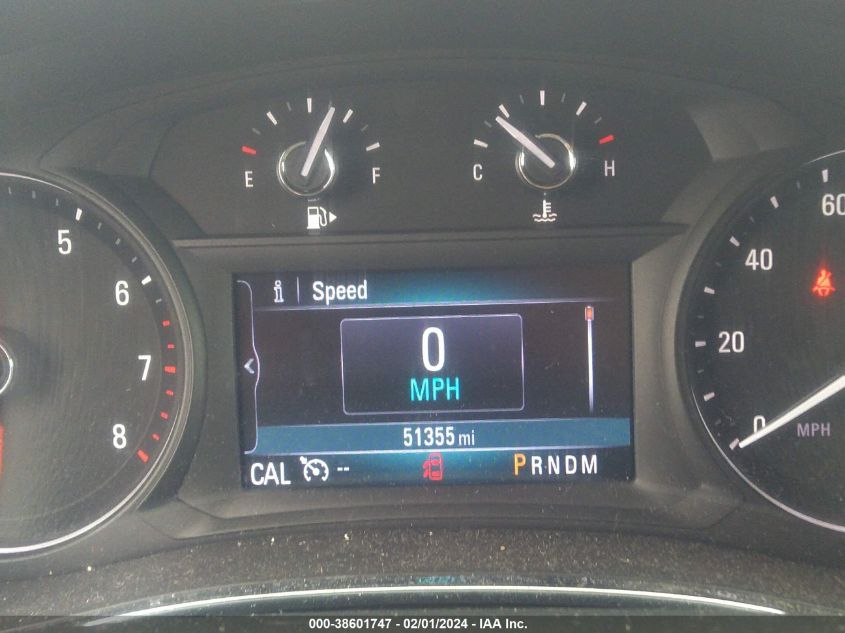 E F
C H
5
6
7
8
60
40
20
0
MPH
i Speed
0
MPH
51355 mi
CAL -- P R N D M
000-38601747 - 02/01/2024 - IAA Inc.